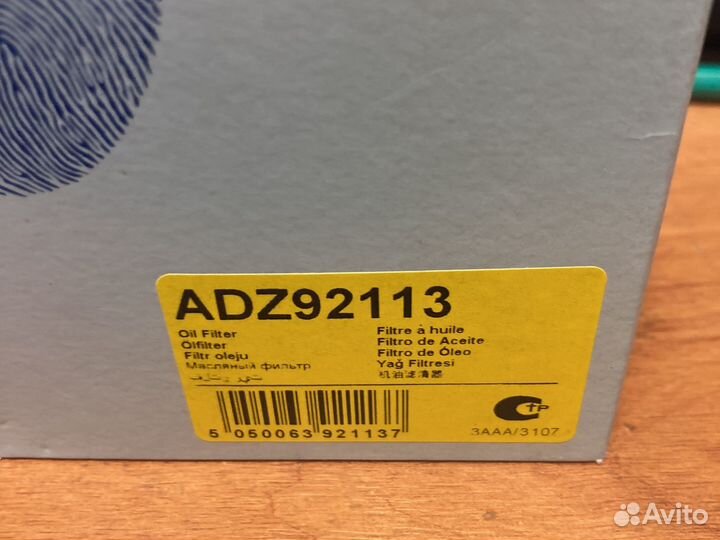 ADZ92113
Oil Filter
Ölfilter
Filtr oleju
Масляный фильтр
Filtre à huile
Filtro de Aceite
Filtro de Óleo
Yağ Filtresi
机油滤清器
5 050063 921137
СТР
3AAA/3107
Avito